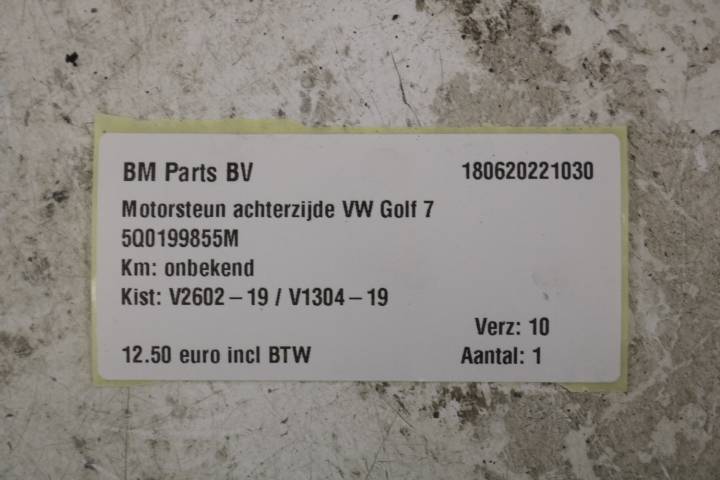 BM Parts BV 180620221030
Motorsteun achterzijde VW Golf 7
5Q0199855M
Km: onbekend
Kist: V2602 – 19 / V1304 – 19
Verz: 10
12.50 euro incl BTW Aantal: 1